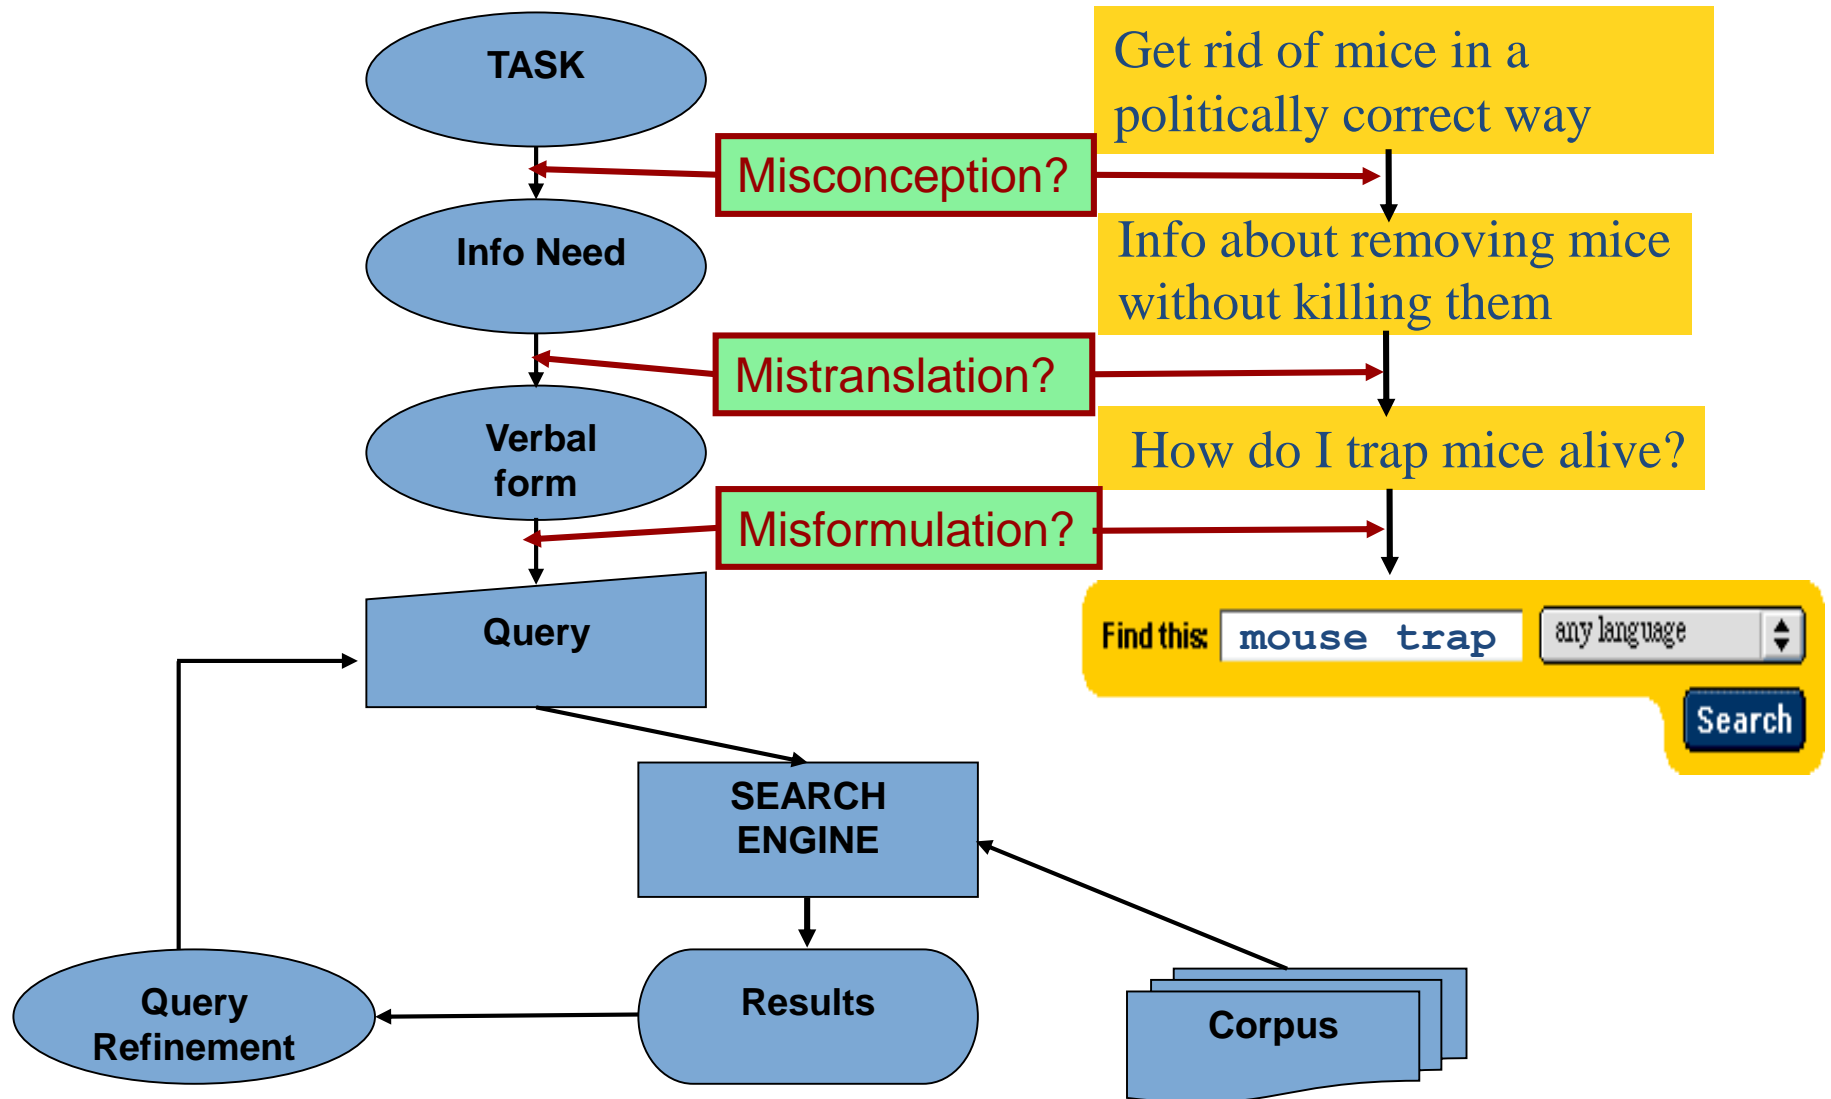 TASK
Get rid of mice in a
politically correct way
Misconception?
Info Need
Info about removing mice
without killing them
Mistranslation?
Verbal
form
How do I trap mice alive?
Misformulation?
Query
Find this: mouse trap any language
Search
SEARCH
ENGINE
Query
Refinement
Results
Corpus